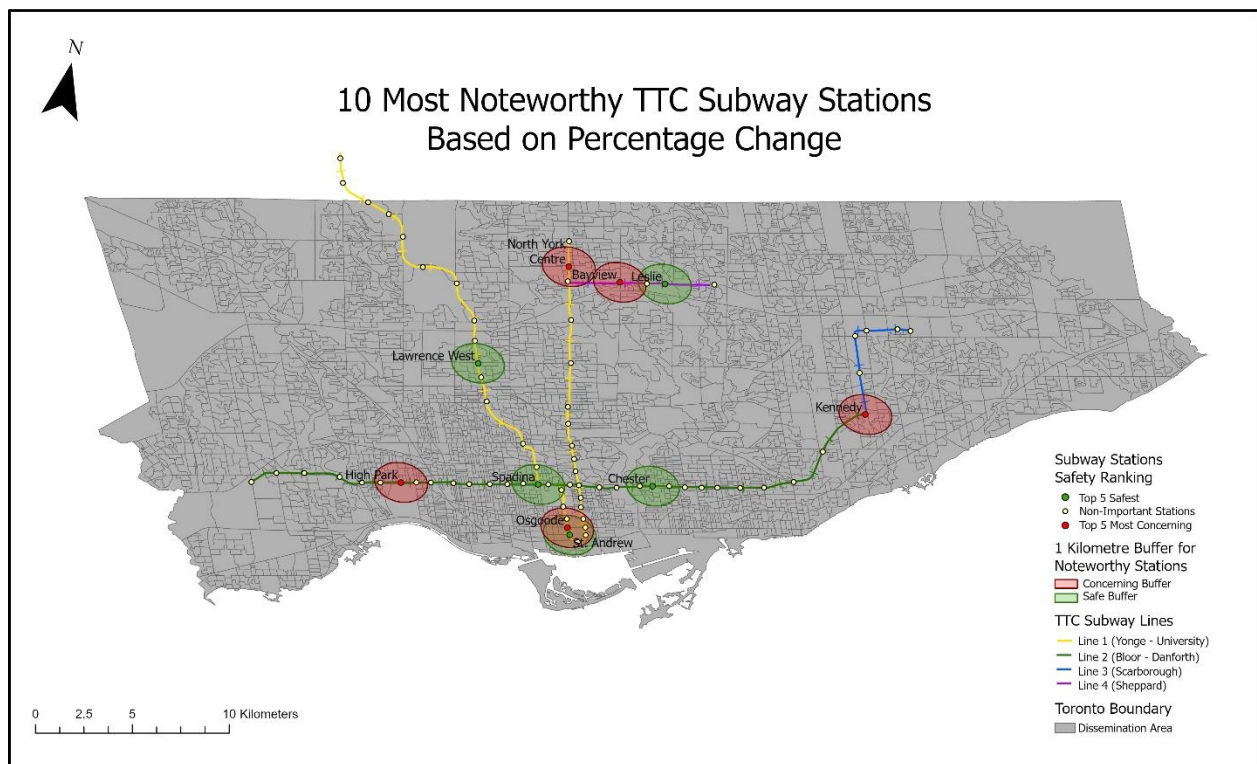 N
10 Most Noteworthy TTC Subway Stations
Based on Percentage Change
North York
Centre
Bayview
Leslie
Lawrence West
Kennedy
High Park
Spadina
Chester
Osgoode
St. Andrew
Subway Stations
Safety Ranking
Top 5 Safest
Non-Important Stations
Top 5 Most Concerning
1 Kilometre Buffer for
Noteworthy Stations
Concerning Buffer
Safe Buffer
TTC Subway Lines
Line 1 (Yonge - University)
Line 2 (Bloor - Danforth)
Line 3 (Scarborough)
Line 4 (Sheppard)
Toronto Boundary
Dissemination Area
0 2.5 5 10 Kilometers